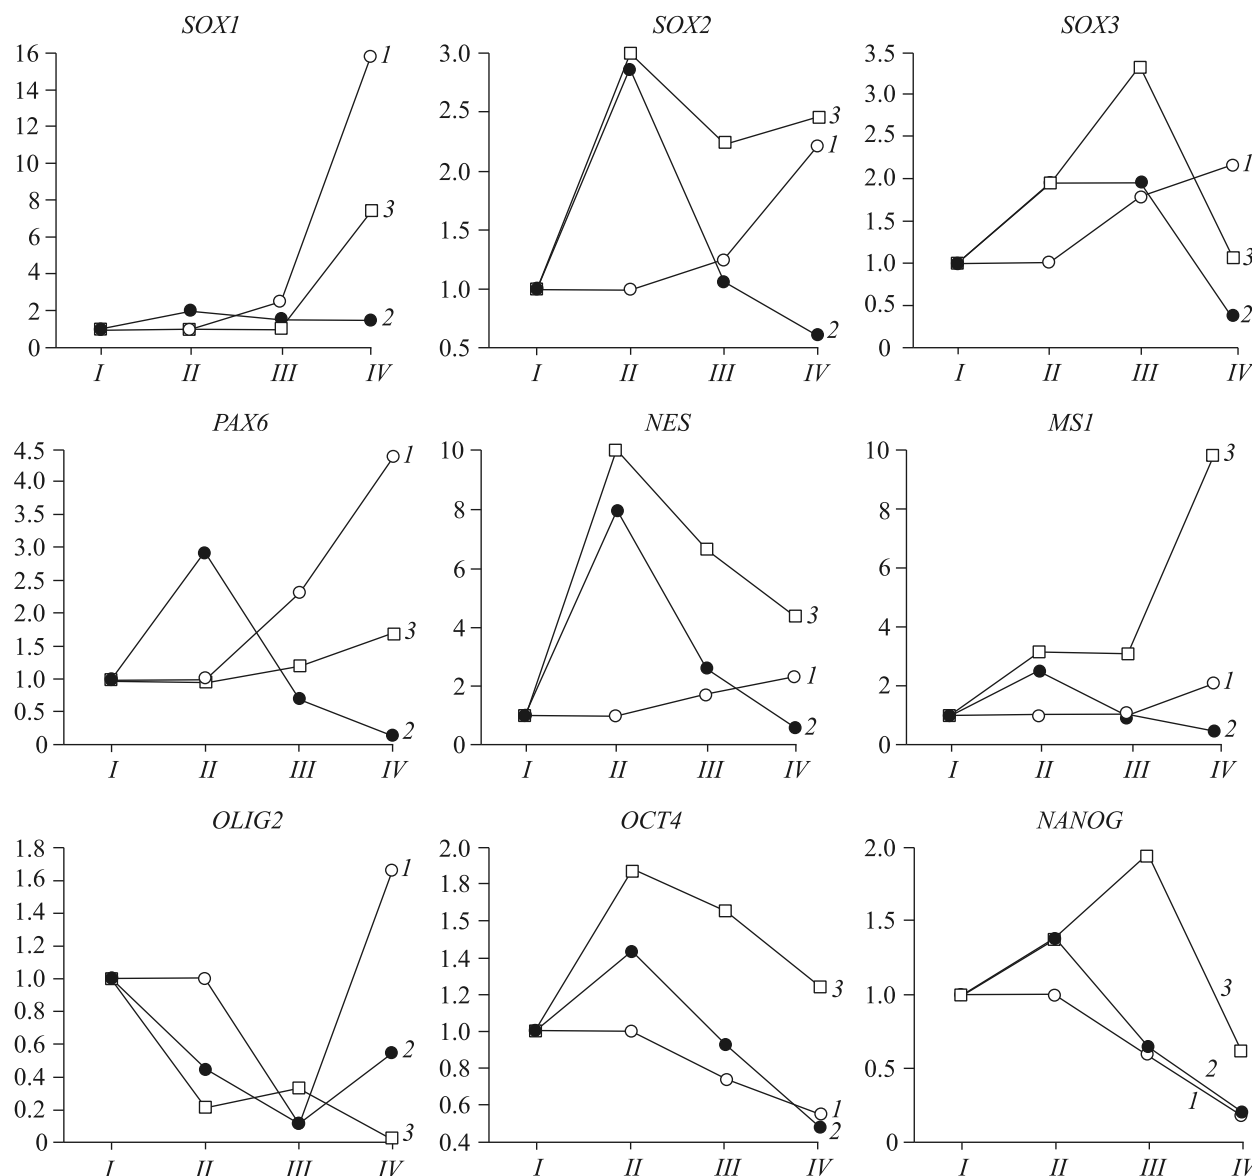 SOX1 SOX2 SOX3
16 14 12 10 8 6 4 2 0
1 3 2
I II III IV
3.0 2.5 2.0 1.5 1.0 0.5
3 1 2
I II III IV
3.5 3.0 2.5 2.0 1.5 1.0 0.5 0
1 3 2
I II III IV
PAX6 NES MS1
4.5 4.0 3.5 3.0 2.5 2.0 1.5 1.0 0.5 0
1 3 2
I II III IV
10 8 6 4 2 0
3 1 2
I II III IV
10 8 6 4 2 0
3 1 2
I II III IV
OLIG2 OCT4 NANOG
1.8 1.6 1.4 1.2 1.0 0.8 0.6 0.4 0.2 0
1 2 3
I II III IV
2.0 1.8 1.5 1.4 1.2 1.0 0.8 0.6 0.4
3 1 2
I II III IV
2.0 1.5 1.0 0.5 0
3 2 1
I II III IV